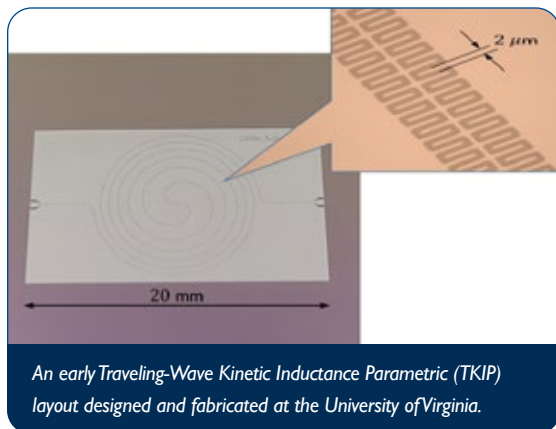 2 μm
20 mm
An early Traveling-Wave Kinetic Inductance Parametric (TKIP)
layout designed and fabricated at the University of Virginia.